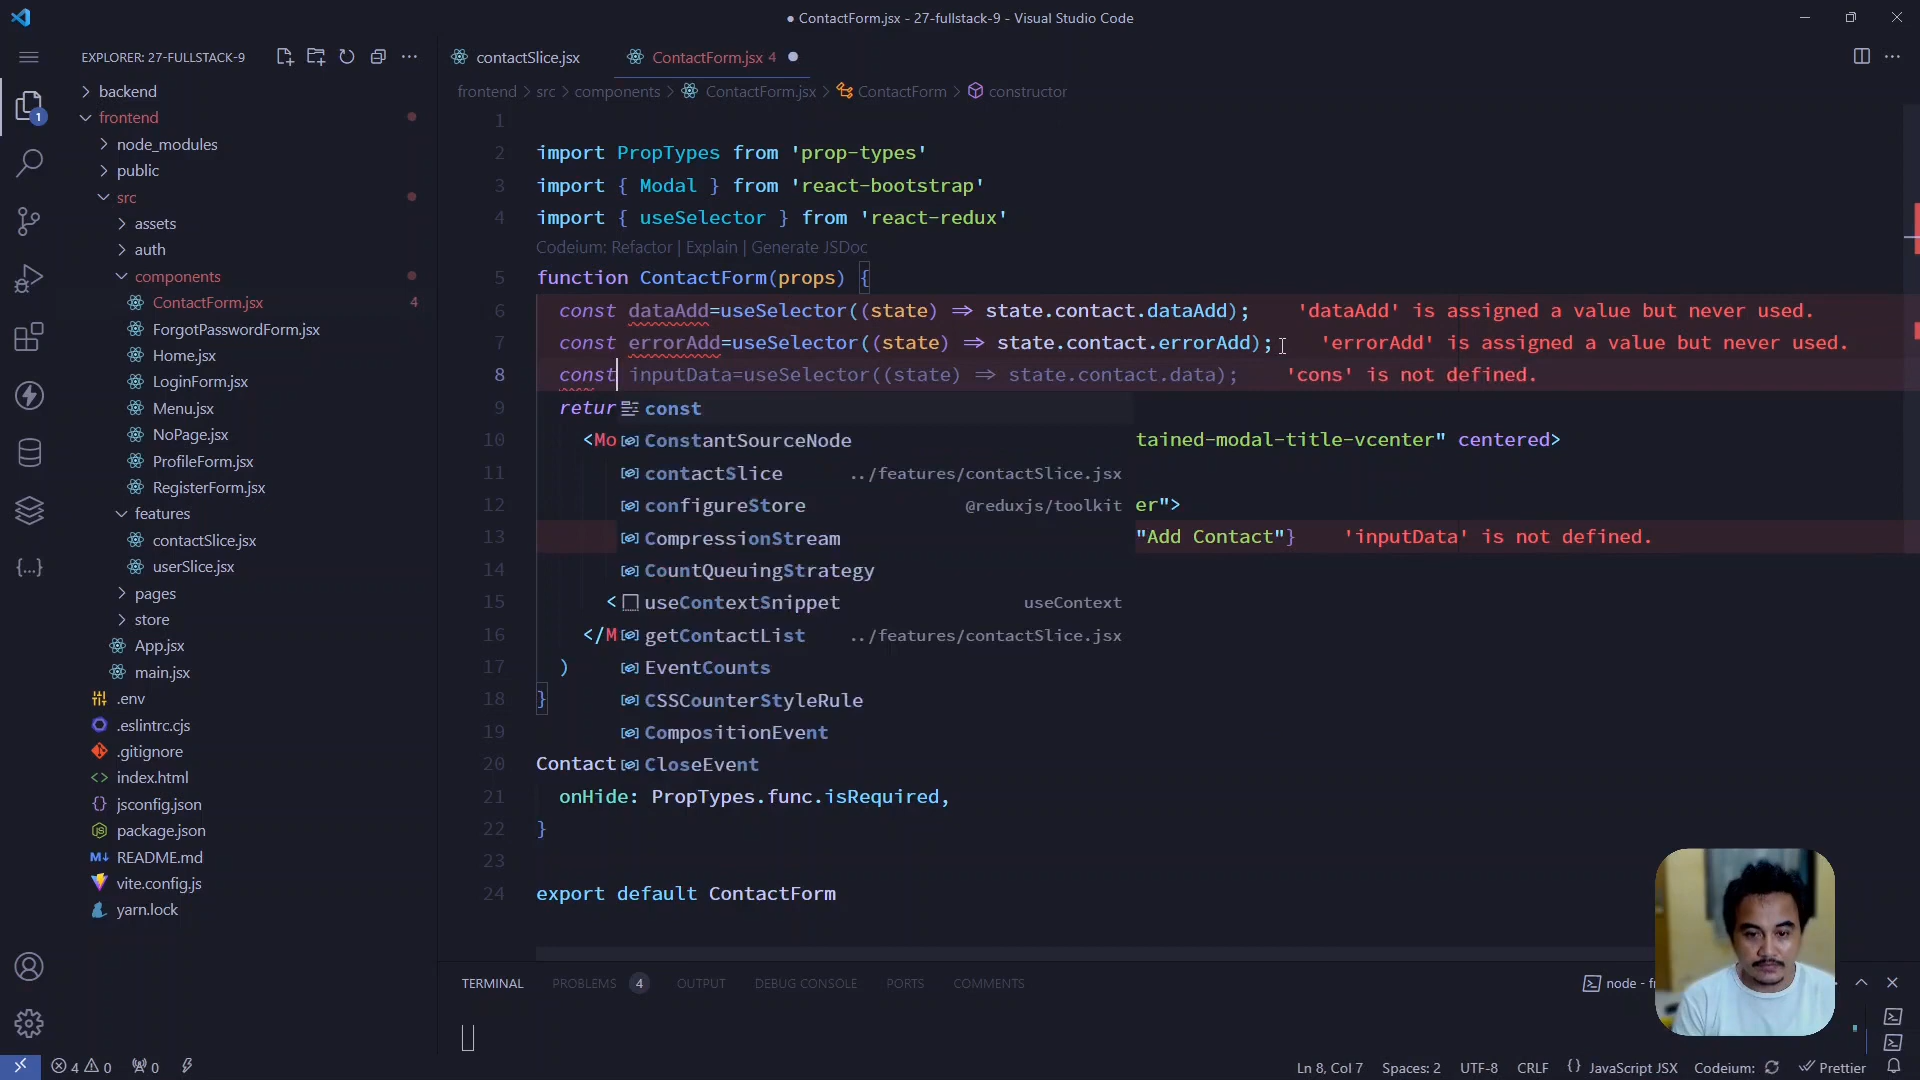 ● ContactForm.jsx - 27-fullstack-9 - Visual Studio Code
EXPLORER: 27-FULLSTACK-9
backend
frontend
node_modules
public
src
assets
auth
components
ContactForm.jsx 4
ForgotPasswordForm.jsx
Home.jsx
LoginForm.jsx
Menu.jsx
NoPage.jsx
ProfileForm.jsx
RegisterForm.jsx
features
contactSlice.jsx
userSlice.jsx
pages
store
App.jsx
main.jsx
.env
.eslintrc.cjs
.gitignore
index.html
jsconfig.json
package.json
README.md
vite.config.js
yarn.lock
1
contactSlice.jsx
ContactForm.jsx 4
frontend > src > components > ContactForm.jsx > ContactForm > constructor
1
2 import PropTypes from 'prop-types'
3 import { Modal } from 'react-bootstrap'
4 import { useSelector } from 'react-redux'
Codeium: Refactor | Explain | Generate JSDoc
5 function ContactForm(props) {
6 const dataAdd=useSelector((state) => state.contact.dataAdd); 'dataAdd' is assigned a value but never used.
7 const errorAdd=useSelector((state) => state.contact.errorAdd); 'errorAdd' is assigned a value but never used.
8 const inputData=useSelector((state) => state.contact.data); 'cons' is not defined.
9 retur const
10 <Mo ConstantSourceNode tained-modal-title-vcenter" centered>
11 contactSlice ../features/contactSlice.jsx
12 configureStore @reduxjs/toolkit er">
13 CompressionStream "Add Contact"} 'inputData' is not defined.
14 CountQueuingStrategy
15 < useContextSnippet useContext
16 </M getContactList ../features/contactSlice.jsx
17 ) EventCounts
18 } CSSCounterStyleRule
19 CompositionEvent
20 Contact CloseEvent
21 onHide: PropTypes.func.isRequired,
22 }
23
24 export default ContactForm
TERMINAL PROBLEMS 4 OUTPUT DEBUG CONSOLE PORTS COMMENTS
node - fr
4 0 0 Ln 8, Col 7 Spaces: 2 UTF-8 CRLF {} JavaScript JSX Codeium: Prettier